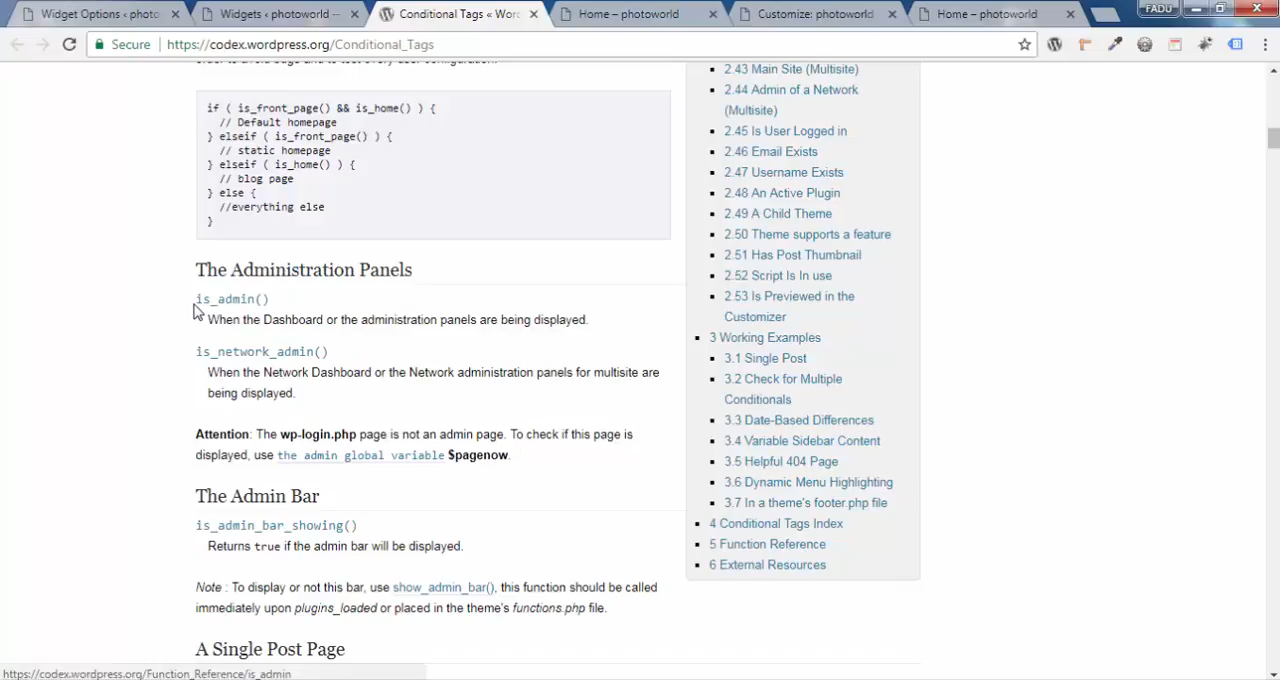 Widget Options ‹ photo
Widgets ‹ photoworld —
Conditional Tags « Wor
Home – photoworld
Customize: photoworld
Home – photoworld
FADU
Secure
https://codex.wordpress.org/Conditional_Tags
if ( is_front_page() && is_home() ) {
// Default homepage
} elseif ( is_front_page() ) {
// static homepage
} elseif ( is_home() ) {
// blog page
} else {
//everything else
}
The Administration Panels
is_admin()
When the Dashboard or the administration panels are being displayed.
is_network_admin()
When the Network Dashboard or the Network administration panels for multisite are
being displayed.
Attention: The wp-login.php page is not an admin page. To check if this page is
displayed, use the admin global variable $pagenow.
The Admin Bar
is_admin_bar_showing()
Returns true if the admin bar will be displayed.
Note : To display or not this bar, use show_admin_bar(), this function should be called
immediately upon plugins_loaded or placed in the theme's functions.php file.
A Single Post Page
2.43 Main Site (Multisite)
2.44 Admin of a Network
(Multisite)
2.45 Is User Logged in
2.46 Email Exists
2.47 Username Exists
2.48 An Active Plugin
2.49 A Child Theme
2.50 Theme supports a feature
2.51 Has Post Thumbnail
2.52 Script Is In use
2.53 Is Previewed in the
Customizer
3 Working Examples
3.1 Single Post
3.2 Check for Multiple
Conditionals
3.3 Date-Based Differences
3.4 Variable Sidebar Content
3.5 Helpful 404 Page
3.6 Dynamic Menu Highlighting
3.7 In a theme's footer.php file
4 Conditional Tags Index
5 Function Reference
6 External Resources
https://codex.wordpress.org/Function_Reference/is_admin